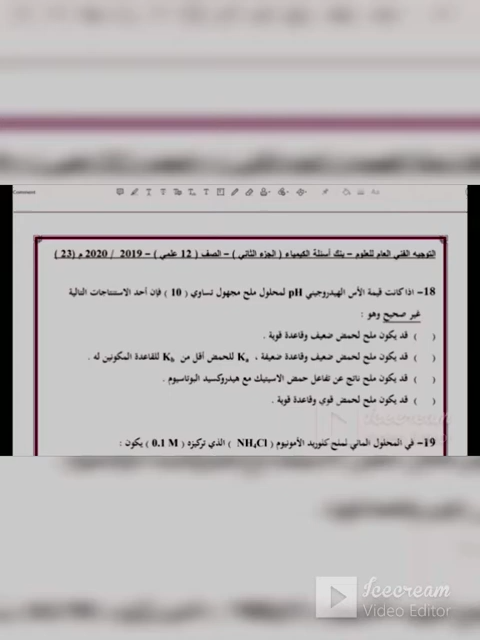 Comment
التوجيه الفني العام للعلوم – بنك أسئلة الكيمياء ( الجزء الثاني ) – الصف ( 12 علمي ) – 2019 / 2020 م ( 23 )
18– اذا كانت قيمة الأس الهيدروجيني pH لمحلول ملح مجهول تساوي ( 10 ) فإن أحد الاستنتاجات التالية
غير صحيح وهو :
( ) قد يكون ملح لحمض ضعيف وقاعدة قوية .
( ) قد يكون ملح لحمض ضعيف وقاعدة ضعيفة ، Ka للحمض أقل من Kb للقاعدة المكونين له .
( ) قد يكون ملح ناتج عن تفاعل حمض الاسيتيك مع هيدروكسيد البوتاسيوم .
( ) قد يكون ملح لحمض قوي وقاعدة قوية .
19– في المحلول المائي لملح كلوريد الأمونيوم ( NH4Cl ) الذي تركيزه ( 0.1 M ) يكون :
Icecream
Video Editor